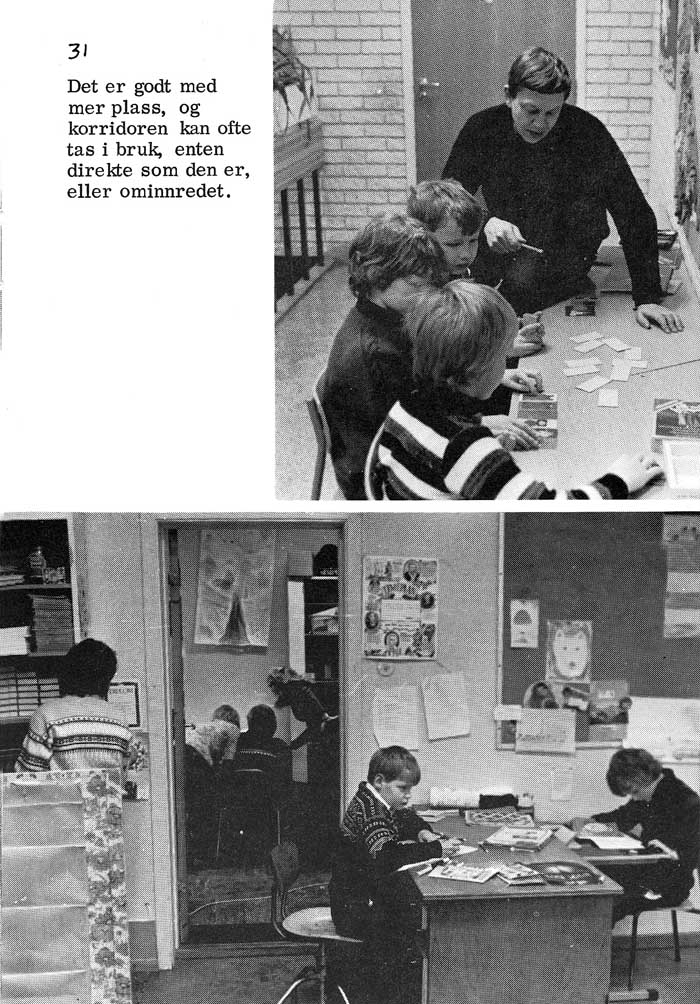 31
Det er godt med
mer plass, og
korridoren kan ofte
tas i bruk, enten
direkte som den er,
eller ominnredet.